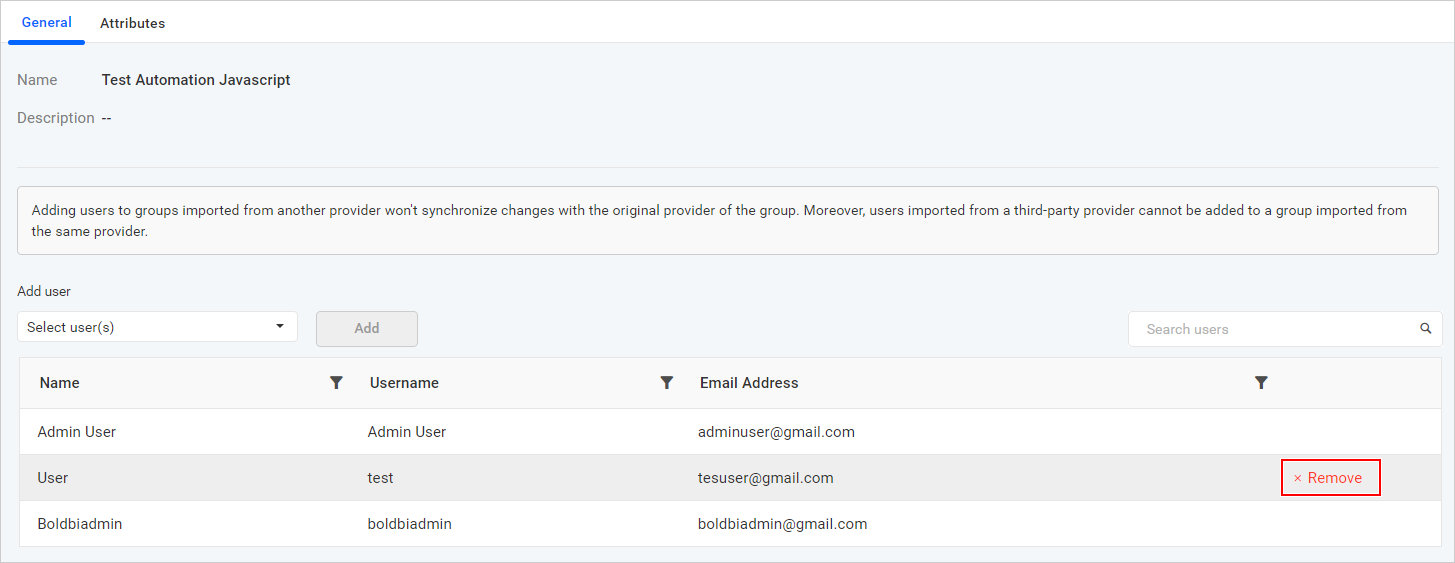 General Attributes
Name Test Automation Javascript
Description --
Adding users to groups imported from another provider won't synchronize changes with the original provider of the group. Moreover, users imported from a third-party provider cannot be added to a group imported from
the same provider.
Add user
Select user(s) Add Search users
Name Username Email Address
Admin User Admin User adminuser@gmail.com
User test tesuser@gmail.com × Remove
Boldbiadmin boldbiadmin boldbiadmin@gmail.com